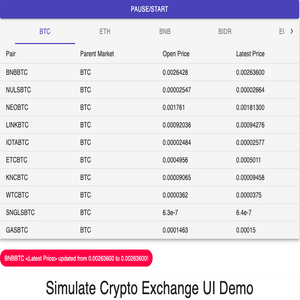 PAUSE/START
BTC ETH BNB BIDR
Pair Parent Market Open Price Latest Price
BNBBTC BTC 0.0026428 0.00263600
NULSBTC BTC 0.00002547 0.00002664
NEOBTC BTC 0.001761 0.00181300
LINKBTC BTC 0.00092036 0.00094276
IOTABTC BTC 0.00002484 0.00002577
ETCBTC BTC 0.0004956 0.0005011
KNCBTC BTC 0.00009065 0.00009458
WTCBTC BTC 0.0000362 0.0000375
SNGLSBTC BTC 6.3e-7 6.4e-7
GASBTC BTC 0.0001463 0.00015
BNBBTC <Latest Price> updated from 0.00263600 to 0.00263600!
Simulate Crypto Exchange UI Demo